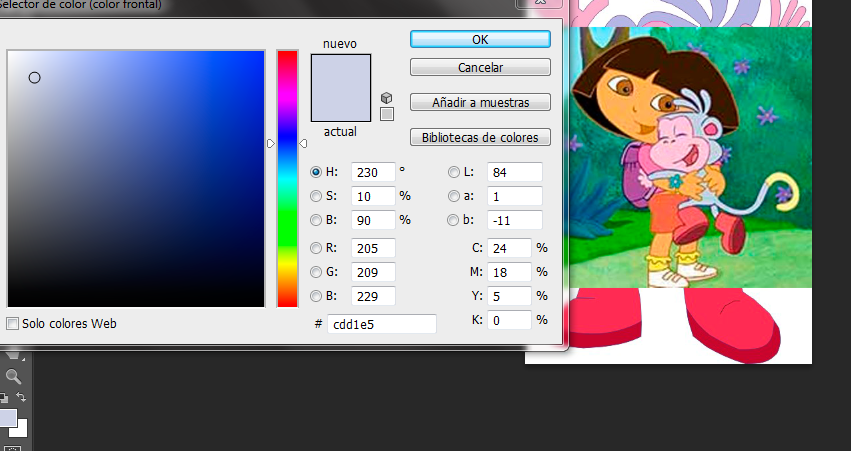 Selector de color (color frontal)
nuevo
actual
OK
Cancelar
Añadir a muestras
Bibliotecas de colores
H: 230 °
S: 10 %
B: 90 %
R: 205
G: 209
B: 229
L: 84
a: 1
b: -11
C: 24 %
M: 18 %
Y: 5 %
K: 0 %
# cdd1e5
Solo colores Web